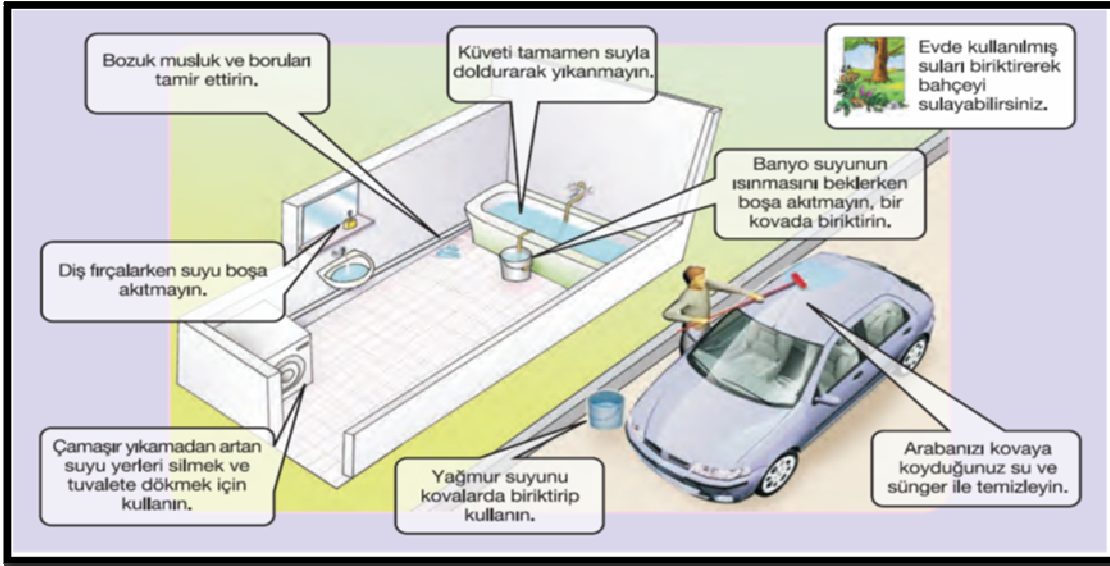 Bozuk musluk ve boruları
tamir ettirin.
Küveti tamamen suyla
doldurarak yıkanmayın.
Evde kullanılmış
suları biriktirerek
bahçeyi
sulayabilirsiniz.
Banyo suyunun
ısınmasını beklerken
boşa akıtmayın, bir
kovada biriktirin.
Diş fırçalarken suyu boşa
akıtmayın.
Çamaşır yıkamadan artan
suyu yerleri silmek ve
tuvalete dökmek için
kullanın.
Yağmur suyunu
kovalarda biriktirip
kullanın.
Arabanızı kovaya
koyduğunuz su ve
sünger ile temizleyin.